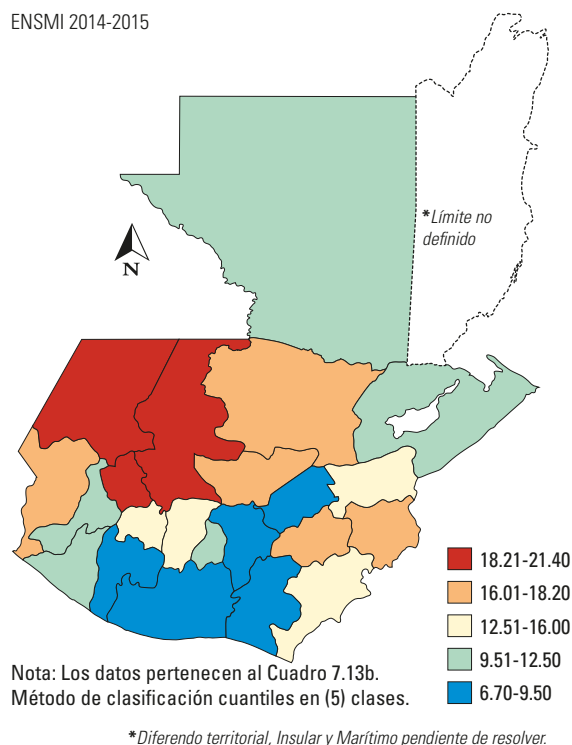 ENSMI 2014-2015
*Límite no
definido
N
18.21-21.40
16.01-18.20
12.51-16.00
9.51-12.50
6.70-9.50
Nota: Los datos pertenecen al Cuadro 7.13b.
Método de clasificación cuantiles en (5) clases.
*Diferendo territorial, Insular y Marítimo pendiente de resolver.